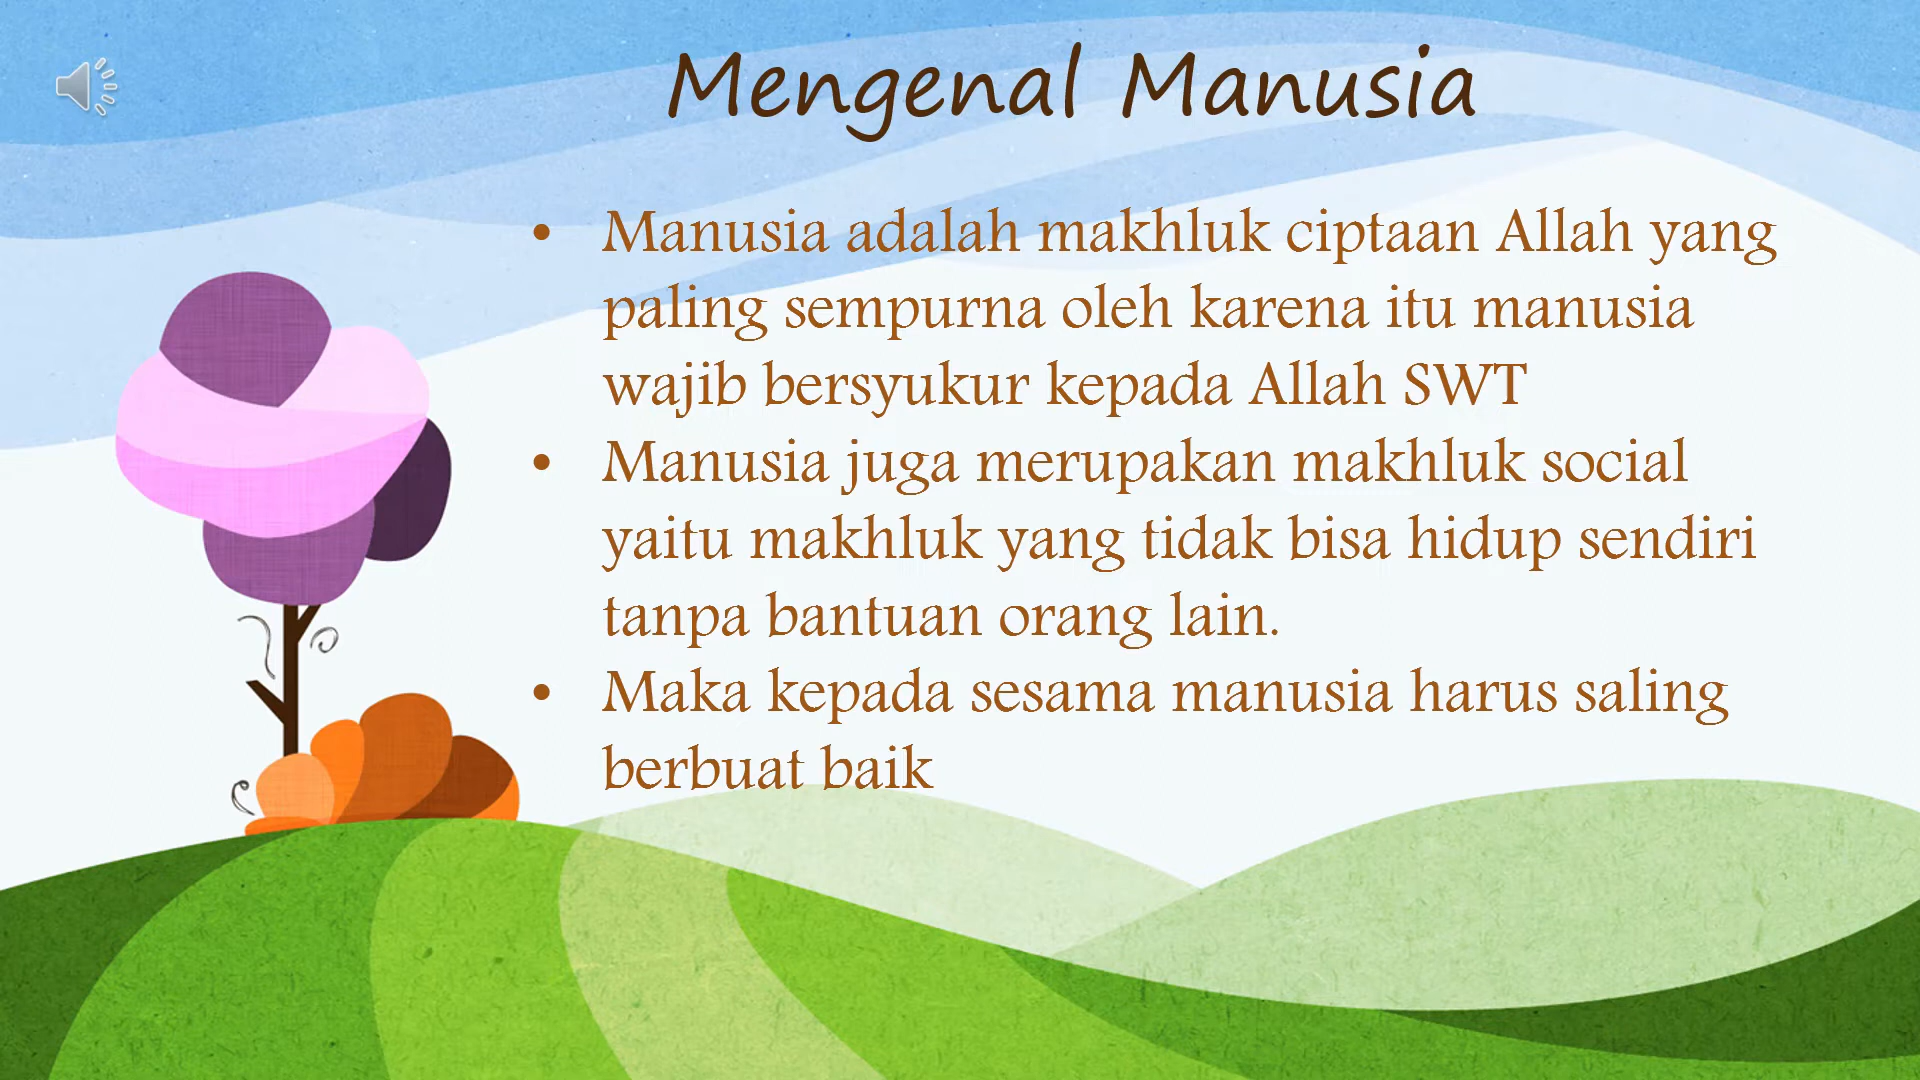 Mengenal Manusia
• Manusia adalah makhluk ciptaan Allah yang
paling sempurna oleh karena itu manusia
wajib bersyukur kepada Allah SWT
• Manusia juga merupakan makhluk social
yaitu makhluk yang tidak bisa hidup sendiri
tanpa bantuan orang lain.
• Maka kepada sesama manusia harus saling
berbuat baik